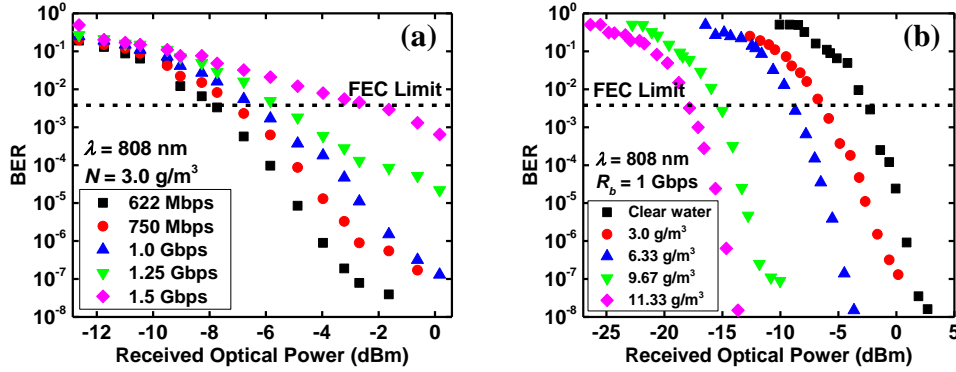 (a)
10⁰
10⁻¹
10⁻²
10⁻³
10⁻⁴
10⁻⁵
10⁻⁶
10⁻⁷
10⁻⁸
BER
FEC Limit
λ = 808 nm
N = 3.0 g/m³
622 Mbps
750 Mbps
1.0 Gbps
1.25 Gbps
1.5 Gbps
-12 -10 -8 -6 -4 -2 0
Received Optical Power (dBm)
(b)
10⁰
10⁻¹
10⁻²
10⁻³
10⁻⁴
10⁻⁵
10⁻⁶
10⁻⁷
10⁻⁸
BER
FEC Limit
λ = 808 nm
R_b = 1 Gbps
Clear water
3.0 g/m³
6.33 g/m³
9.67 g/m³
11.33 g/m³
-25 -20 -15 -10 -5 0 5
Received Optical Power (dBm)